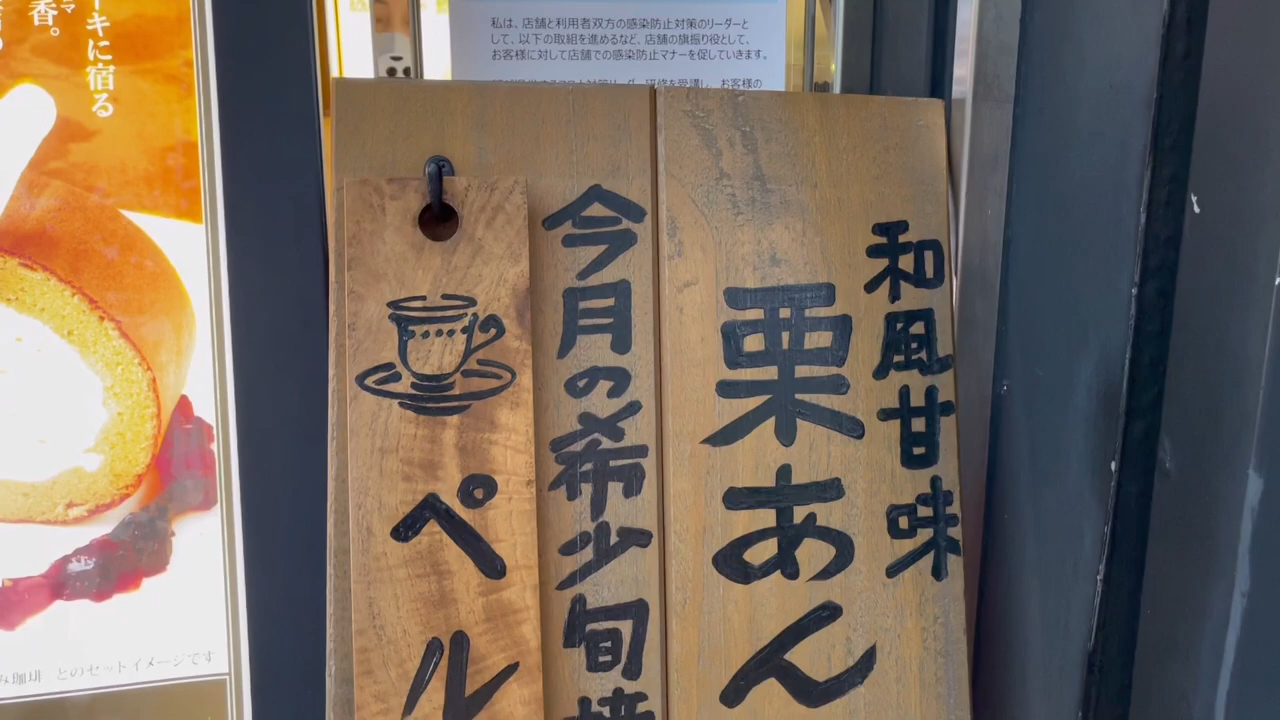 キに宿る
香。
私は、店舗と利用者双方の感染防止対策のリーダーと
して、以下の取組を進めるなど、店舗の旗振り役として、
お客様に対して店舗での感染防止マナーを促していきます。
和風甘味
栗あん
今月の希少旬
ペル
み珈琲 とのセットイメージです